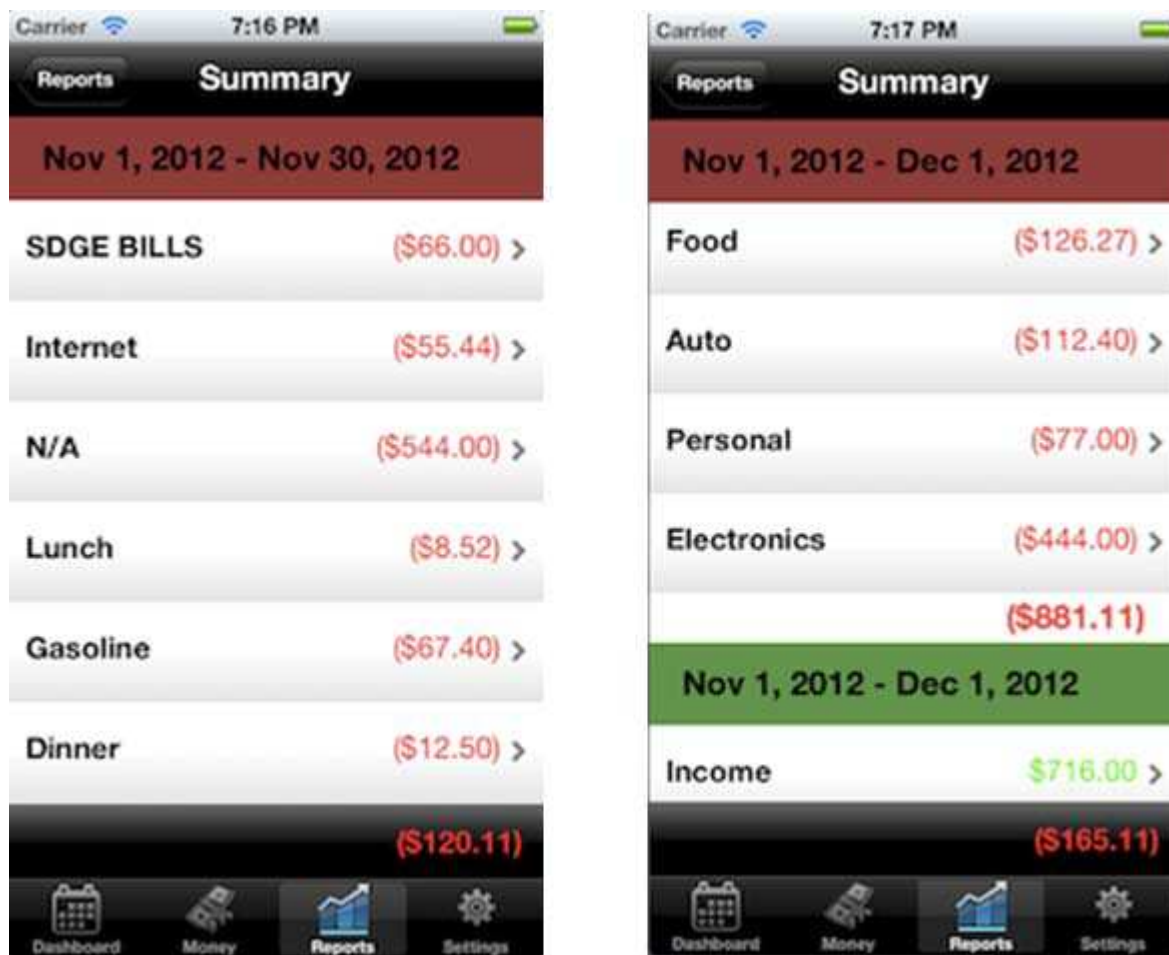 Carrier 7:16 PM
Reports Summary
Nov 1, 2012 - Nov 30, 2012
SDGE BILLS ($66.00)
Internet ($55.44)
N/A ($544.00)
Lunch ($8.52)
Gasoline ($67.40)
Dinner ($12.50)
($120.11)
Dashboard Money Reports Settings
Carrier 7:17 PM
Reports Summary
Nov 1, 2012 - Dec 1, 2012
Food ($126.27)
Auto ($112.40)
Personal ($77.00)
Electronics ($444.00)
($881.11)
Nov 1, 2012 - Dec 1, 2012
Income $716.00
($165.11)
Dashboard Money Reports Settings